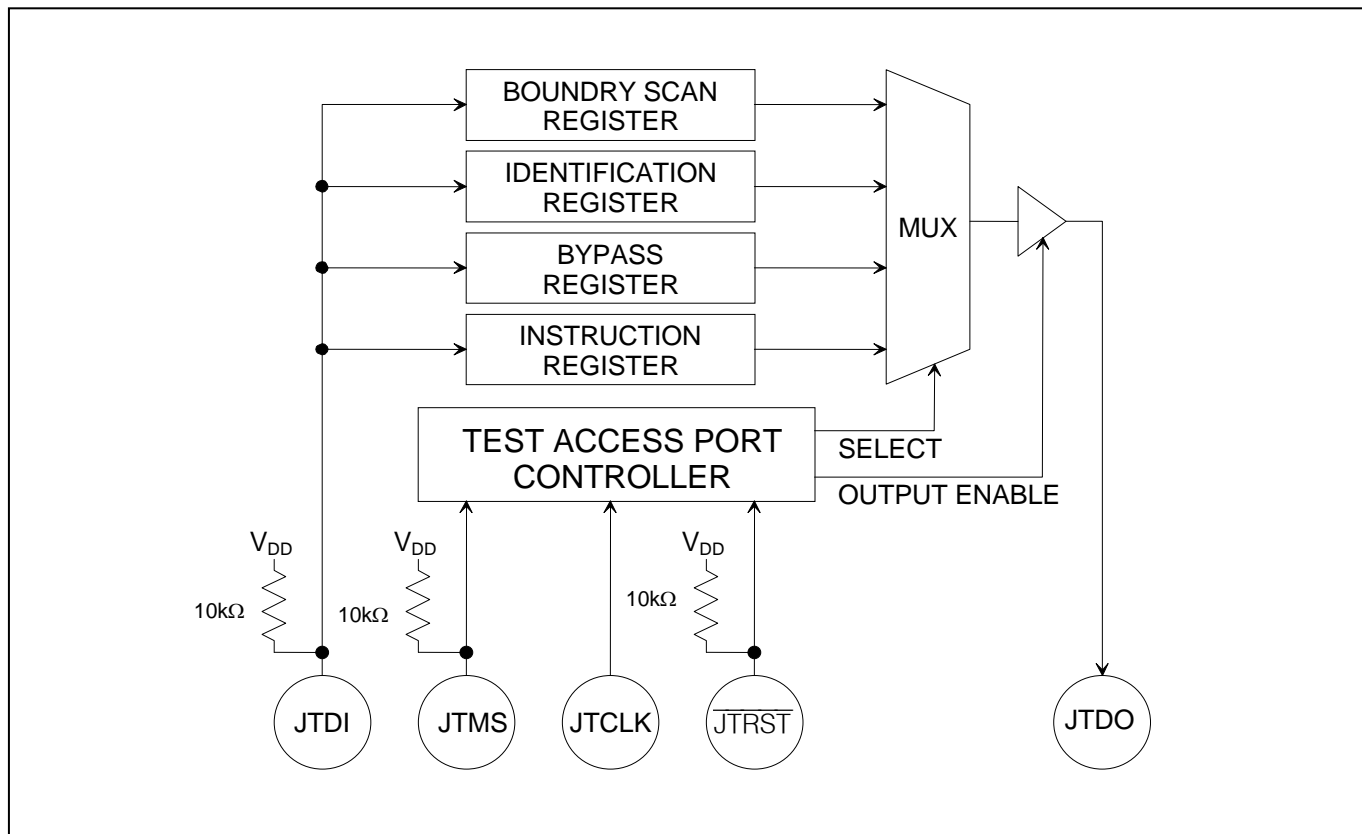 BOUNDRY SCAN
REGISTER
IDENTIFICATION
REGISTER
BYPASS
REGISTER
INSTRUCTION
REGISTER
MUX
TEST ACCESS PORT
CONTROLLER
SELECT
OUTPUT ENABLE
VDD
10kΩ
VDD
10kΩ
VDD
10kΩ
JTDI
JTMS
JTCLK
JTRST
JTDO